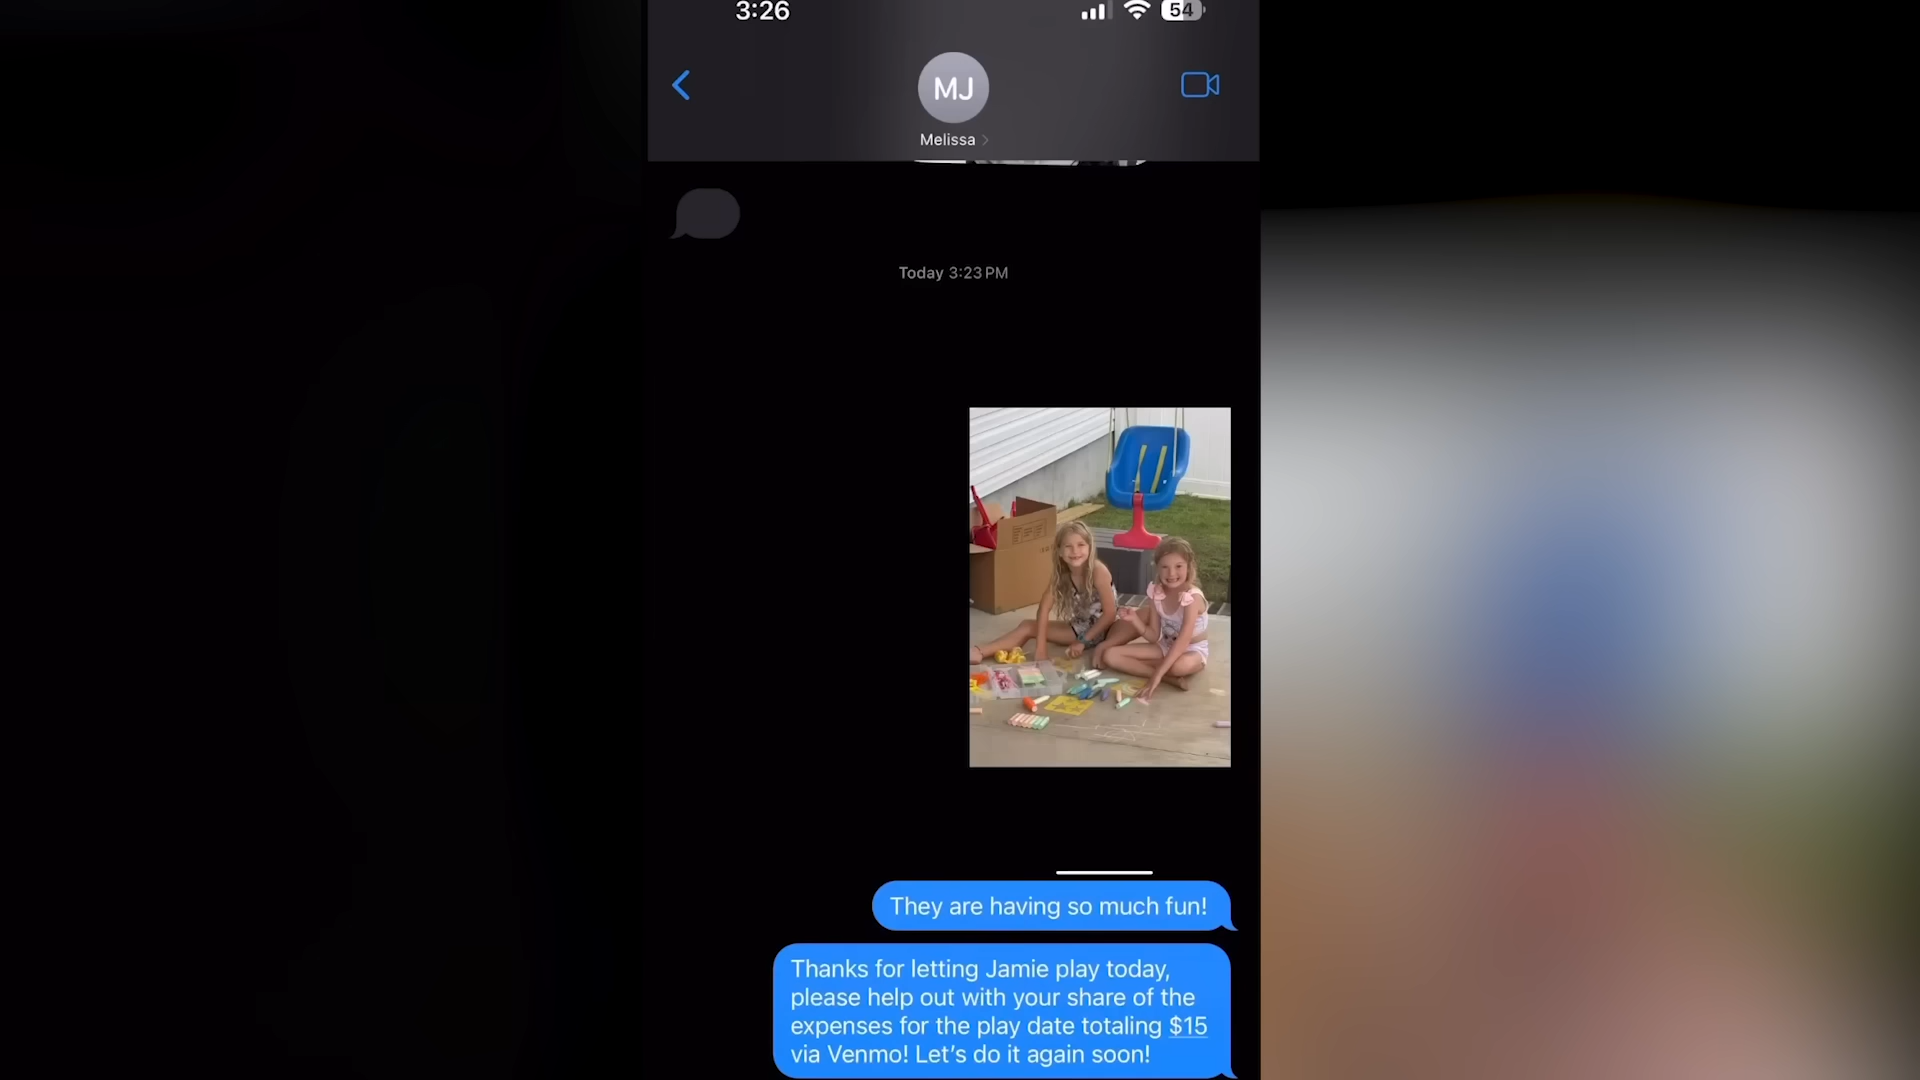 3:26
54
MJ
Melissa
Today 3:23 PM
They are having so much fun!
Thanks for letting Jamie play today,
please help out with your share of the
expenses for the play date totaling $15
via Venmo! Let's do it again soon!